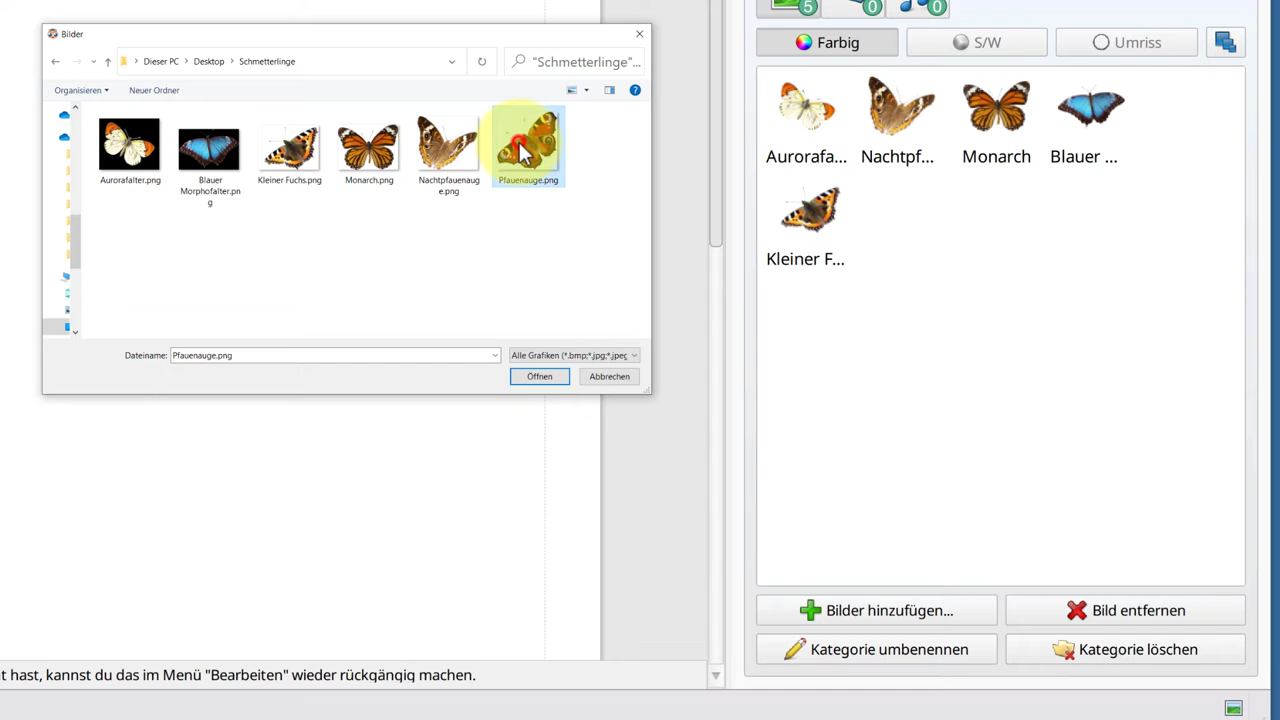 Bilder
Dieser PC
Desktop
Schmetterlinge
"Schmetterlinge"...
Organisieren
Neuer Ordner
Aurorafalter.png
Blauer
Morphofalter.pn
g
Kleiner Fuchs.png
Monarch.png
Nachtpfauenaug
e.png
Pfauenauge.png
Dateiname:
Pfauenauge.png
Alle Grafiken (*.bmp;*.jpg;*.jpeg
Öffnen
Abbrechen
5
0
0
Farbig
S/W
Umriss
Aurorafa...
Nachtpf...
Monarch
Blauer ...
Kleiner F...
Bilder hinzufügen...
Bild entfernen
Kategorie umbenennen
Kategorie löschen
t hast, kannst du das im Menü "Bearbeiten" wieder rückgängig machen.